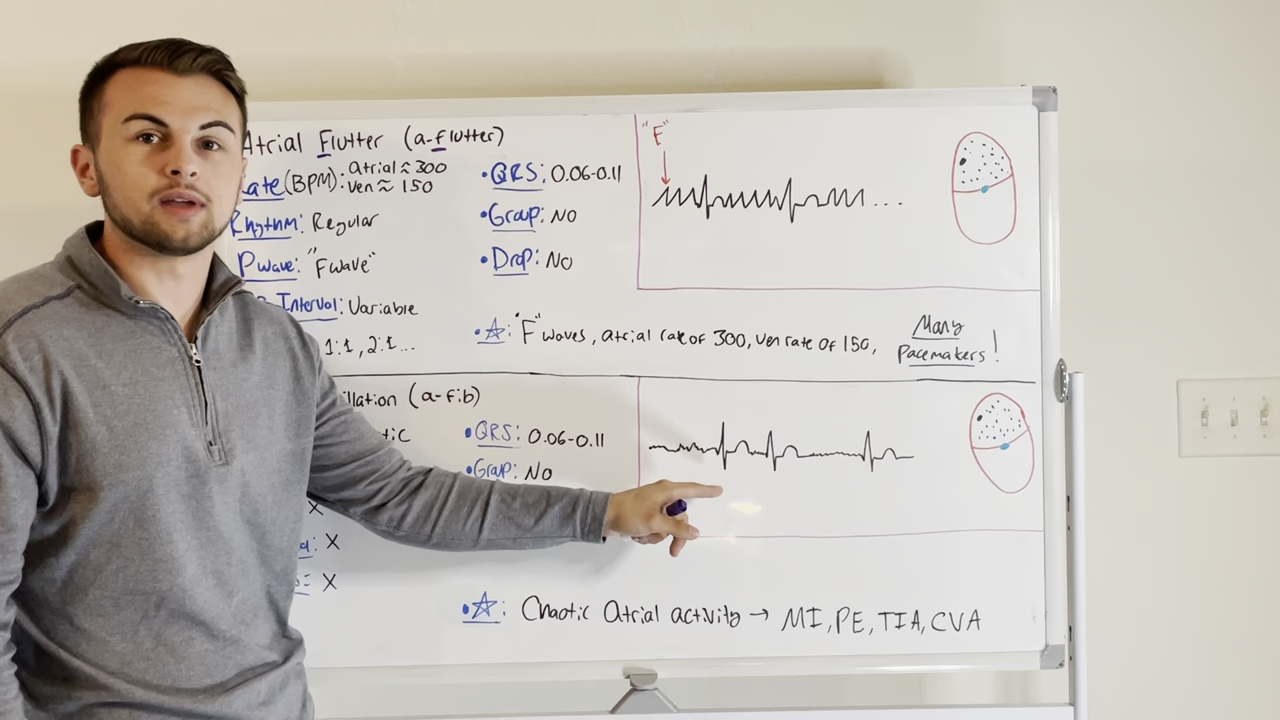 Atrial Flutter (a-flutter)
Rate (BPM): Atrial ≈ 300
Ven ≈ 150
Rhythm: Regular
P wave: "F wave"
Interval: Variable
1:1, 2:1...
•QRS: 0.06-0.11
•Group: NO
•Drop: NO
"F"
...
•☆: "F" waves, atrial rate of 300, ven rate of 150, Many
Pacemakers!
llation (a-fib)
tic
X
: X
: X
•QRS: 0.06-0.11
•Group: No
•☆: Chaotic Atrial activity → MI, PE, TIA, CVA